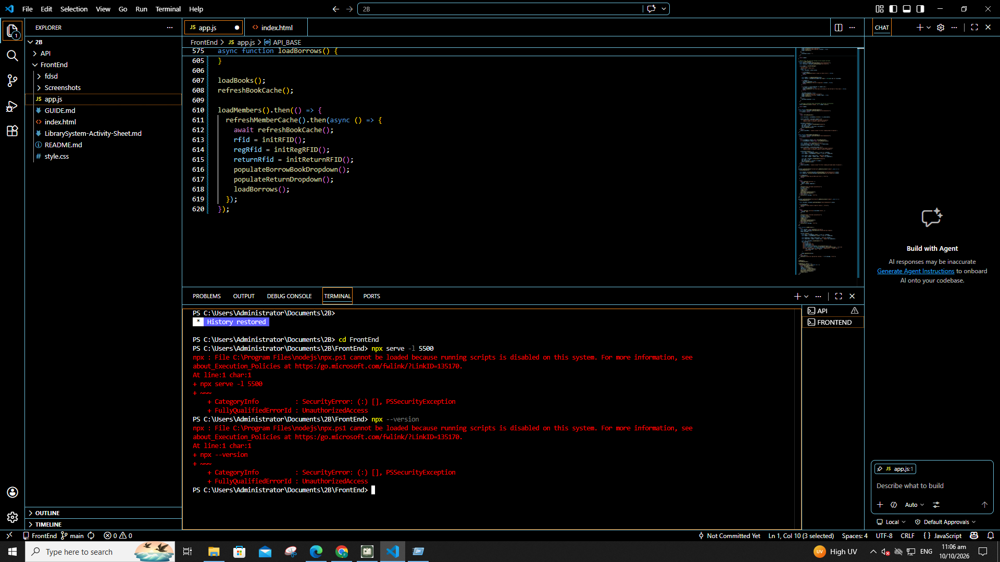 File Edit Selection View Go Run Terminal Help
2B
EXPLORER
2B
API
FrontEnd
fdsd
Screenshots
JS app.js
GUIDE.md
<> index.html
LibrarySystem-Activity-Sheet.md
README.md
# style.css
OUTLINE
TIMELINE
JS app.js
<> index.html
FrontEnd > JS app.js > API_BASE
575 async function loadBorrows() {
605 }
606
607 loadBooks();
608 refreshBookCache();
609
610 loadMembers().then(() => {
611 refreshMemberCache().then(async () => {
612 await refreshBookCache();
613 rfid = initRFID();
614 regRfid = initRegRFID();
615 returnRfid = initReturnRFID();
616 populateBorrowBookDropdown();
617 populateReturnDropdown();
618 loadBorrows();
619 });
620 });
PROBLEMS OUTPUT DEBUG CONSOLE TERMINAL PORTS
PS C:\Users\Administrator\Documents\2B>
* History restored
PS C:\Users\Administrator\Documents\2B> cd FrontEnd
PS C:\Users\Administrator\Documents\2B\FrontEnd> npx serve -l 5500
npx : File C:\Program Files\nodejs\npx.ps1 cannot be loaded because running scripts is disabled on this system. For more information, see
about_Execution_Policies at https:/go.microsoft.com/fwlink/?LinkID=135170.
At line:1 char:1
+ npx serve -l 5500
+ ~~~
+ CategoryInfo : SecurityError: (:) [], PSSecurityException
+ FullyQualifiedErrorId : UnauthorizedAccess
PS C:\Users\Administrator\Documents\2B\FrontEnd> npx --version
npx : File C:\Program Files\nodejs\npx.ps1 cannot be loaded because running scripts is disabled on this system. For more information, see
about_Execution_Policies at https:/go.microsoft.com/fwlink/?LinkID=135170.
At line:1 char:1
+ npx --version
+ ~~~
+ CategoryInfo : SecurityError: (:) [], PSSecurityException
+ FullyQualifiedErrorId : UnauthorizedAccess
PS C:\Users\Administrator\Documents\2B\FrontEnd>
API
FRONTEND
CHAT
Build with Agent
AI responses may be inaccurate
Generate Agent Instructions to onboard
AI onto your codebase.
JS app.js:1
Describe what to build
Auto
Local Default Approvals
1
FrontEnd main 0 0
Not Committed Yet Ln 1, Col 10 (3 selected) Spaces: 4 UTF-8 CRLF { } JavaScript
Type here to search
UV High UV ENG
11:06 am
10/10/2026